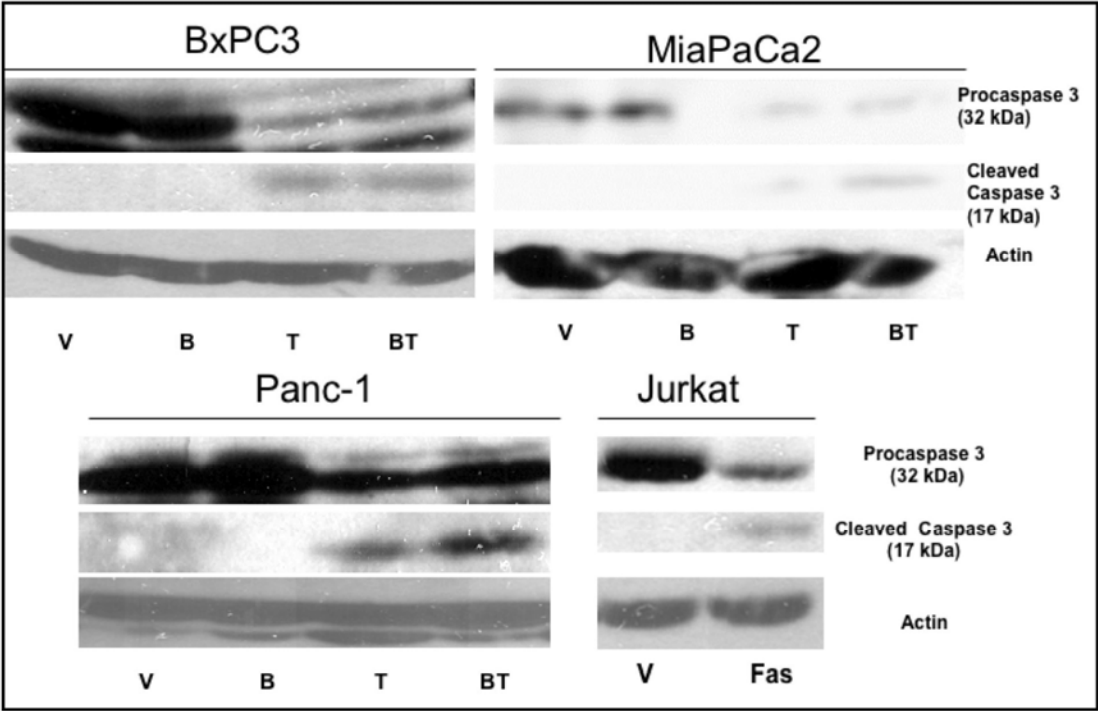 BxPC3
MiaPaCa2
Procaspase 3
(32 kDa)
Cleaved
Caspase 3
(17 kDa)
Actin
V B T BT
V B T BT
Panc-1
Jurkat
Procaspase 3
(32 kDa)
Cleaved Caspase 3
(17 kDa)
Actin
V B T BT
V Fas